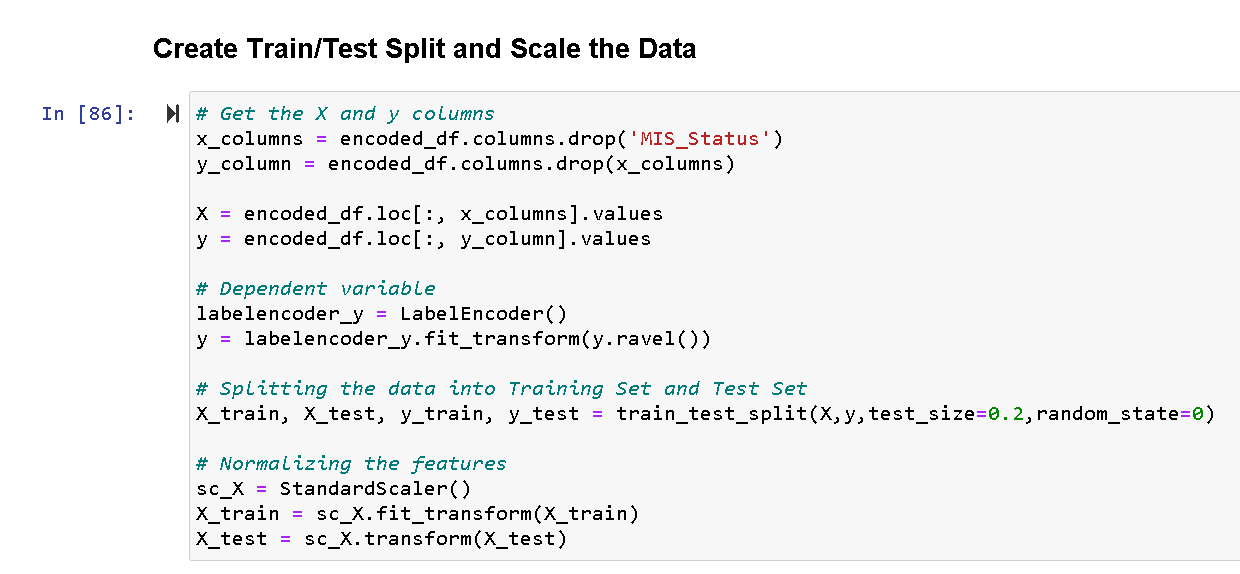 Create Train/Test Split and Scale the Data
In [86]:
# Get the X and y columns
x_columns = encoded_df.columns.drop('MIS_Status')
y_column = encoded_df.columns.drop(x_columns)
X = encoded_df.loc[:, x_columns].values
y = encoded_df.loc[:, y_column].values
# Dependent variable
labelencoder_y = LabelEncoder()
y = labelencoder_y.fit_transform(y.ravel())
# Splitting the data into Training Set and Test Set
X_train, X_test, y_train, y_test = train_test_split(X,y,test_size=0.2,random_state=0)
# Normalizing the features
sc_X = StandardScaler()
X_train = sc_X.fit_transform(X_train)
X_test = sc_X.transform(X_test)